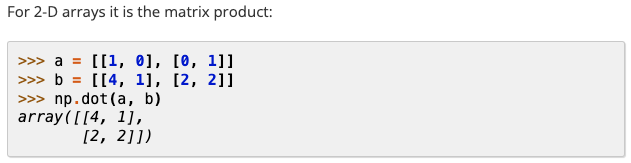 For 2-D arrays it is the matrix product:
>>> a = [[1, 0], [0, 1]]
>>> b = [[4, 1], [2, 2]]
>>> np.dot(a, b)
array([[4, 1],
       [2, 2]])